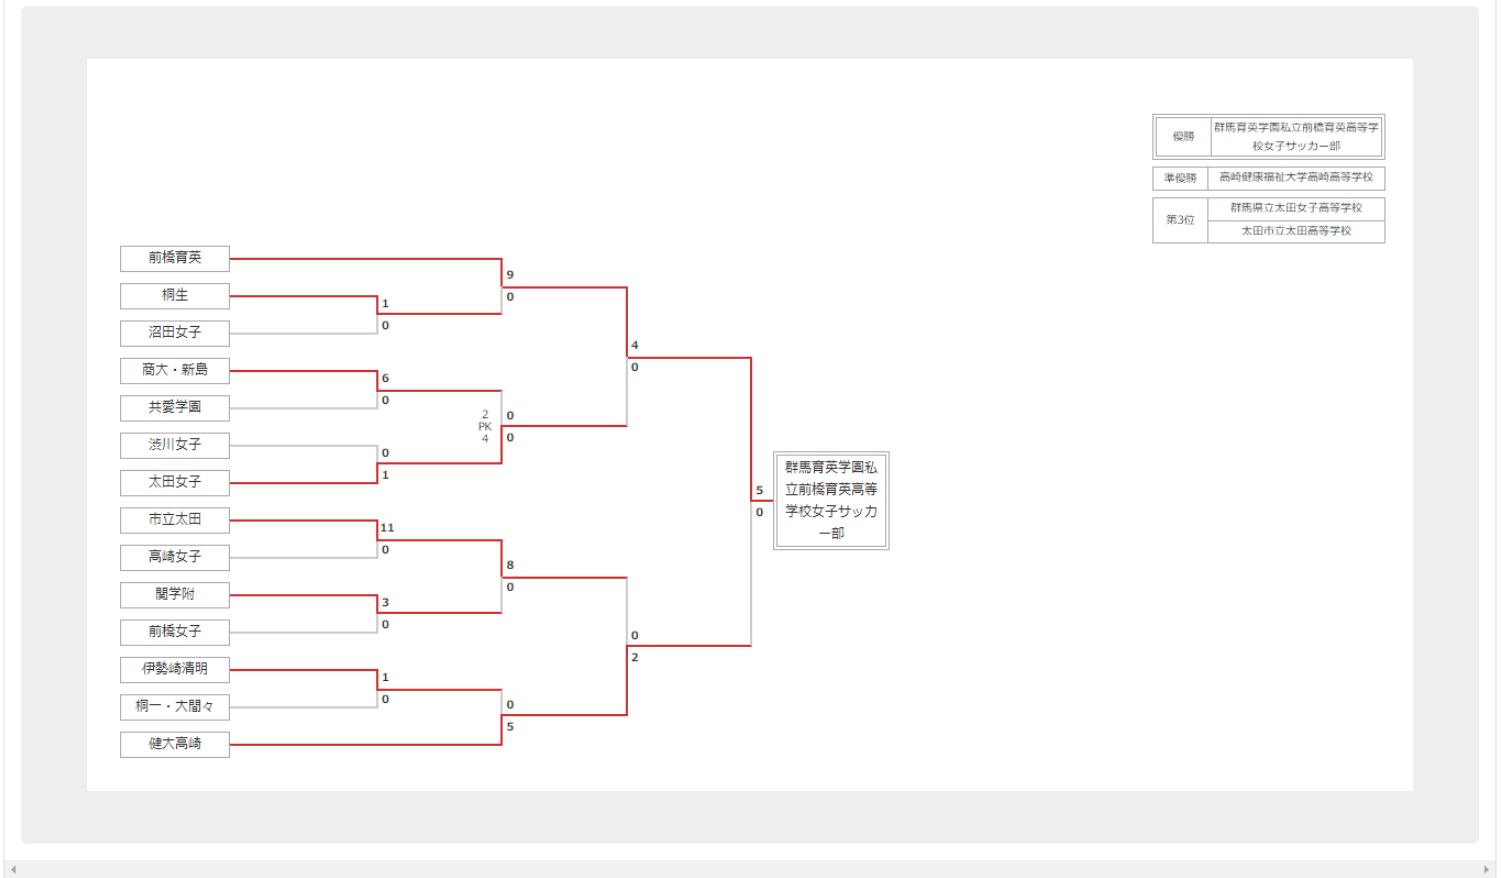 優勝
群馬育英学園私立前橋育英高等学
校女子サッカー部
準優勝
高崎健康福祉大学高崎高等学校
第3位
群馬県立太田女子高等学校
太田市立太田高等学校
前橋育英
桐生
沼田女子
商大・新島
共愛学園
渋川女子
太田女子
市立太田
高崎女子
関学附
前橋女子
伊勢崎清明
桐一・大間々
健大高崎
1
0
6
0
0
1
11
0
3
0
1
0
9
0
2
PK
4
0
0
8
0
0
5
4
0
0
2
5
0
群馬育英学園私
立前橋育英高等
学校女子サッカ
ー部